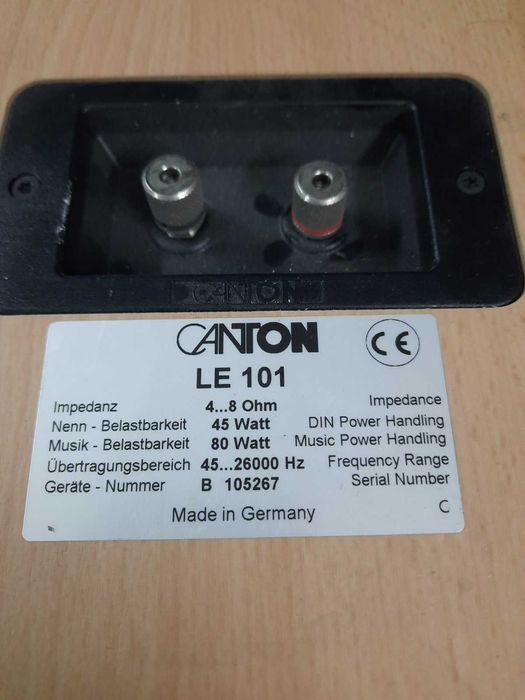 CANTON
CANTON
CE
LE 101
Impedanz 4...8 Ohm Impedance
Nenn - Belastbarkeit 45 Watt DIN Power Handling
Musik - Belastbarkeit 80 Watt Music Power Handling
Übertragungsbereich 45...26000 Hz Frequency Range
Geräte - Nummer B 105267 Serial Number
Made in Germany C